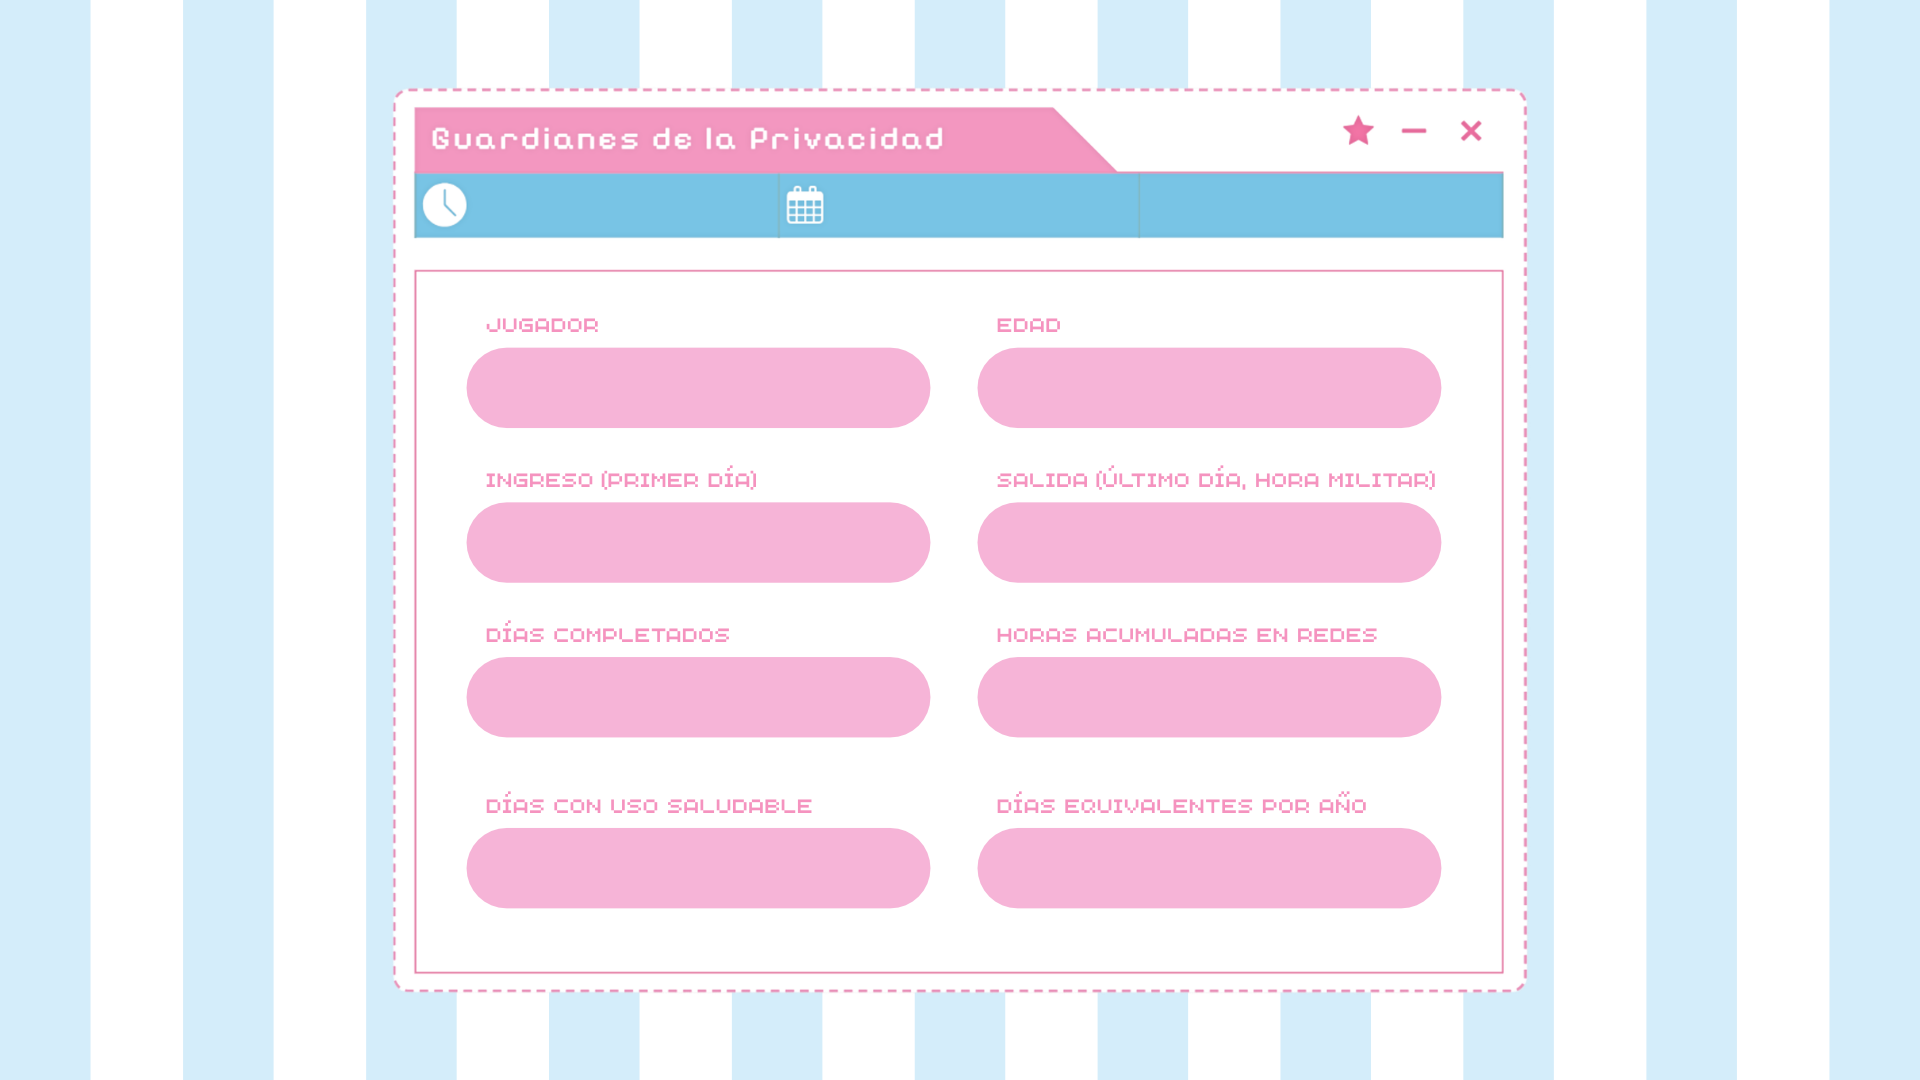 Guardianes de la Privacidad
JUGADOR
EDAD
INGRESO (PRIMER DÍA)
SALIDA (ÚLTIMO DÍA, HORA MILITAR)
DÍAS COMPLETADOS
HORAS ACUMULADAS EN REDES
DÍAS CON USO SALUDABLE
DÍAS EQUIVALENTES POR AÑO